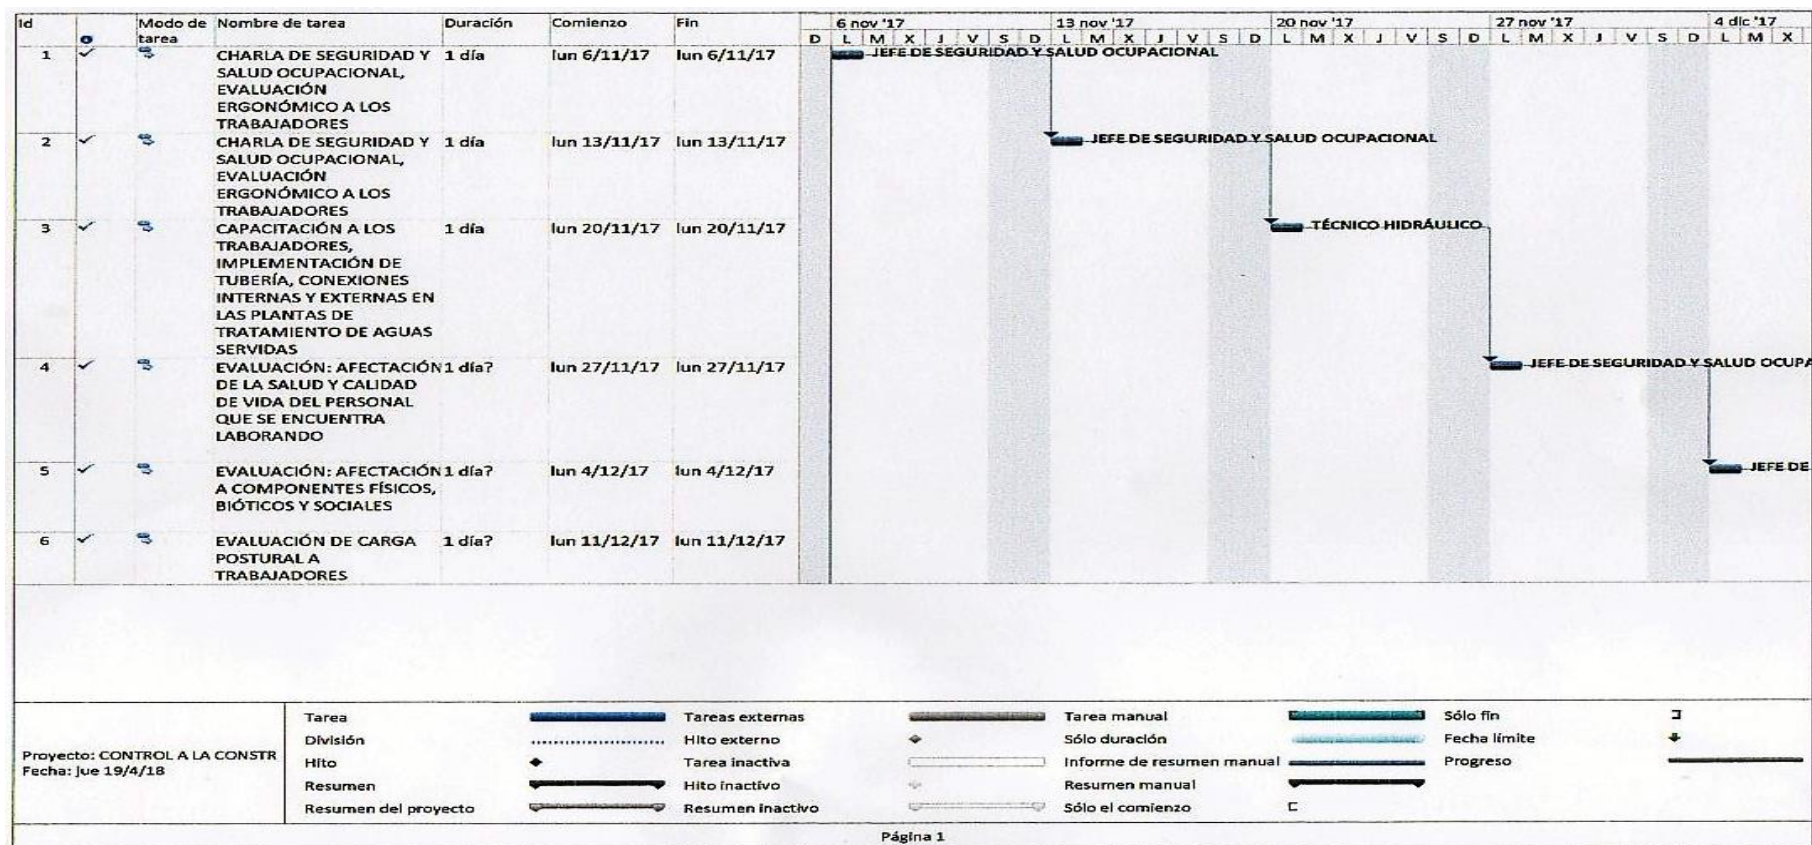 Id Modo de tarea Nombre de tarea Duración Comienzo Fin
6 nov '17 13 nov '17 20 nov '17 27 nov '17 4 dic '17
D L M X J V S D L M X J V S D L M X J V S D L M X J V S D L M X
1 CHARLA DE SEGURIDAD Y 1 día lun 6/11/17 lun 6/11/17 JEFE DE SEGURIDAD Y SALUD OCUPACIONAL
SALUD OCUPACIONAL,
EVALUACIÓN
ERGONÓMICO A LOS
TRABAJADORES
2 CHARLA DE SEGURIDAD Y 1 día lun 13/11/17 lun 13/11/17 JEFE DE SEGURIDAD Y SALUD OCUPACIONAL
SALUD OCUPACIONAL,
EVALUACIÓN
ERGONÓMICO A LOS
TRABAJADORES
3 CAPACITACIÓN A LOS 1 día lun 20/11/17 lun 20/11/17 TÉCNICO HIDRÁULICO
TRABAJADORES,
IMPLEMENTACIÓN DE
TUBERÍA, CONEXIONES
INTERNAS Y EXTERNAS EN
LAS PLANTAS DE
TRATAMIENTO DE AGUAS
SERVIDAS
4 EVALUACIÓN: AFECTACIÓN 1 día? lun 27/11/17 lun 27/11/17 JEFE DE SEGURIDAD Y SALUD OCUPA
DE LA SALUD Y CALIDAD
DE VIDA DEL PERSONAL
QUE SE ENCUENTRA
LABORANDO
5 EVALUACIÓN: AFECTACIÓN 1 día? lun 4/12/17 lun 4/12/17 JEFE DE
A COMPONENTES FÍSICOS,
BIÓTICOS Y SOCIALES
6 EVALUACIÓN DE CARGA 1 día? lun 11/12/17 lun 11/12/17
POSTURAL A
TRABAJADORES
Proyecto: CONTROL A LA CONSTR
Fecha: jue 19/4/18
Tarea Tareas externas Tarea manual Sólo fin
División Hito externo Sólo duración Fecha límite
Hito Tarea inactiva Informe de resumen manual Progreso
Resumen Hito inactivo Resumen manual
Resumen del proyecto Resumen inactivo Sólo el comienzo
Página 1